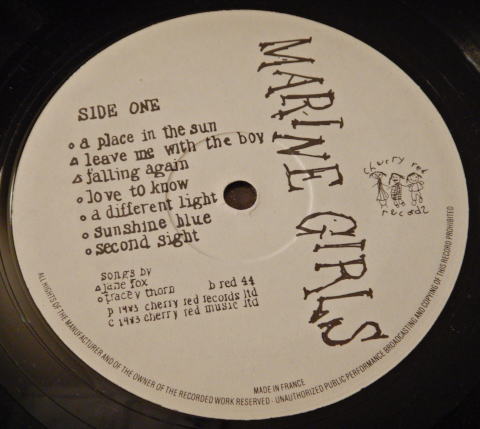 MARINE GIRLS
SIDE ONE
o a place in the sun
△ leave me with the boy
△ falling again
o love to know
o a different light
o sunshine blue
o second sight
songs by
△ jane fox
o tracey thorn
b red 44
p 1983 cherry red records ltd
c 1983 cherry red music ltd
cherry red
records
MADE IN FRANCE
ALL RIGHTS OF THE MANUFACTURER AND OF THE OWNER OF THE RECORDED WORK RESERVED - UNAUTHORIZED PUBLIC PERFORMANCE BROADCASTING AND COPYING OF THIS RECORD PROHIBITED